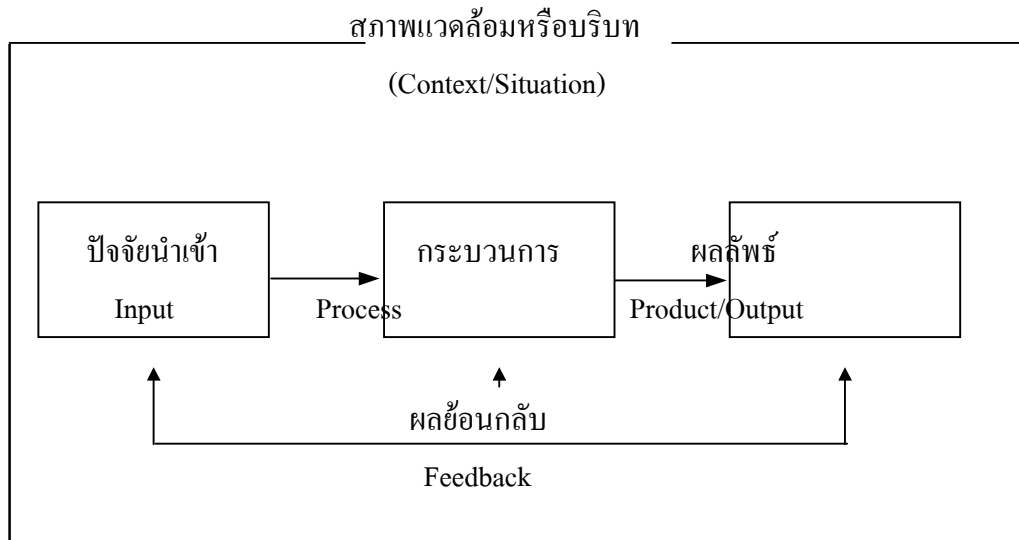 สภาพแวดล้อมหรือบริบท
(Context/Situation)
ปัจจัยนำเข้า กระบวนการ ผลลัพธ์
Input Process Product/Output
ผลย้อนกลับ
Feedback